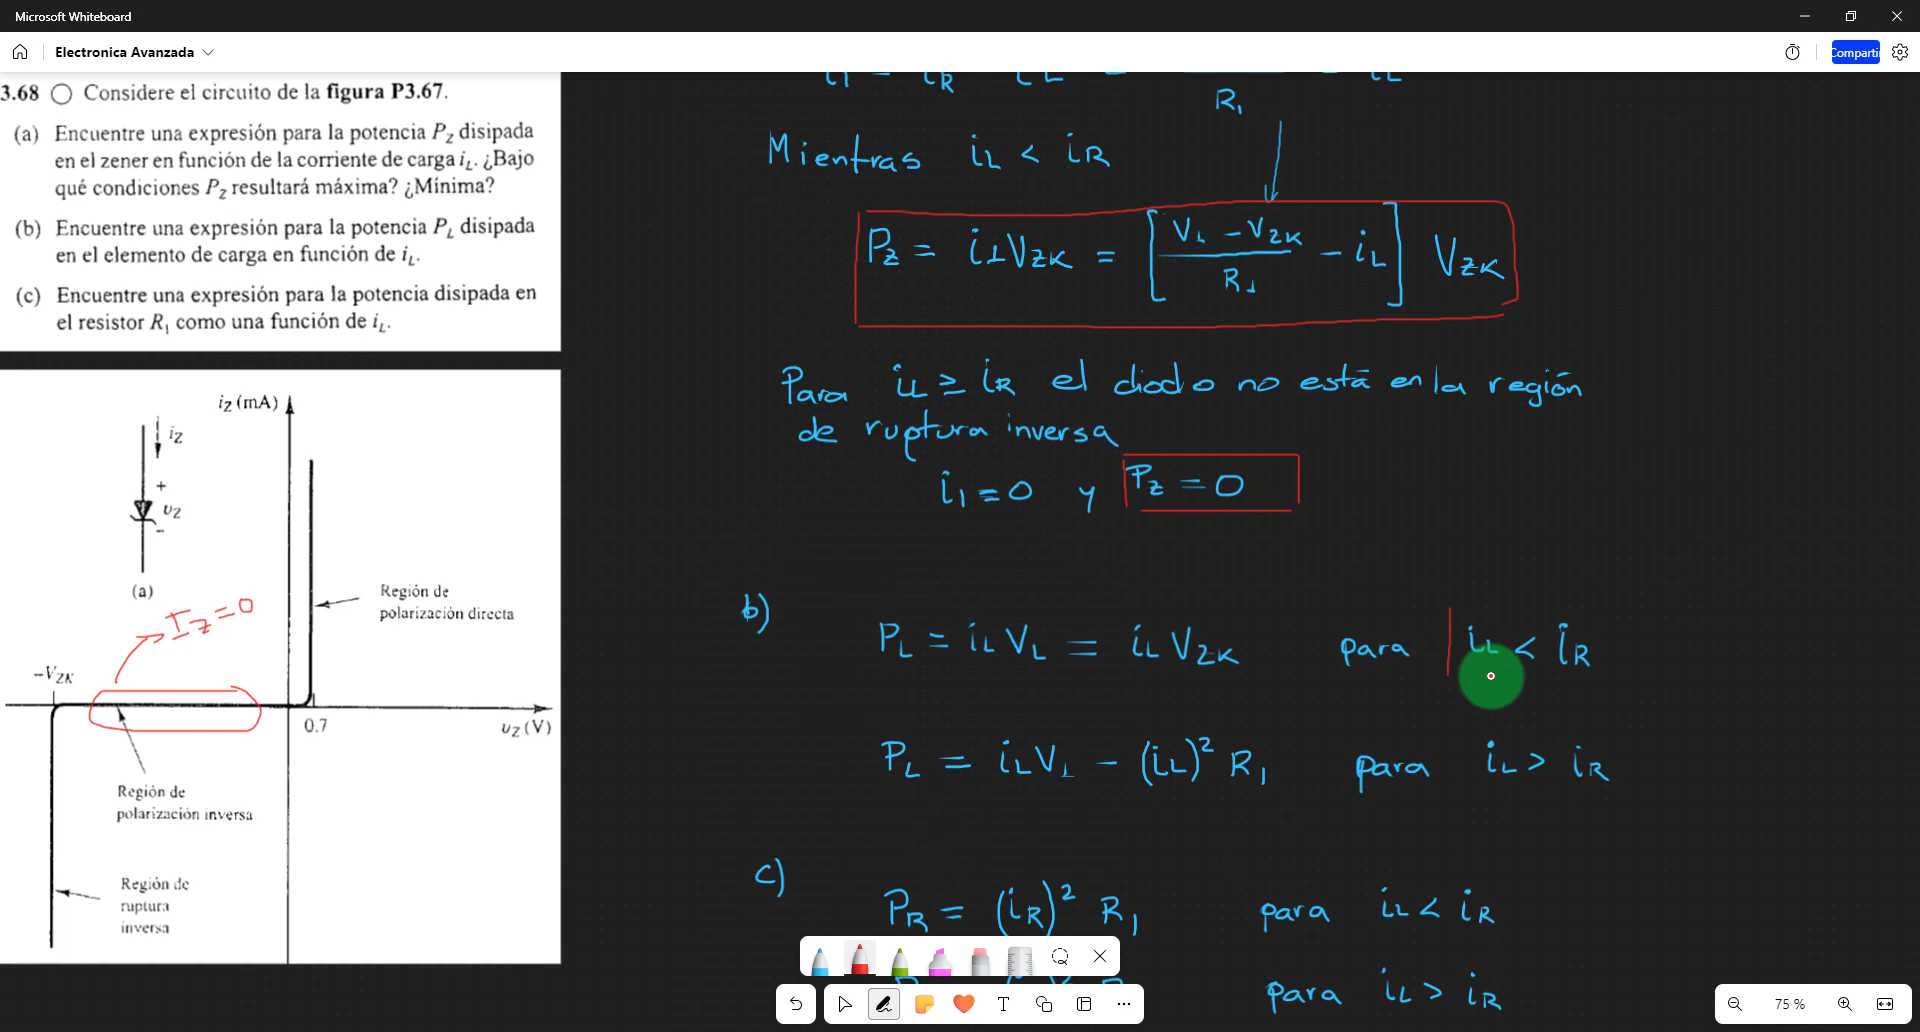 Microsoft Whiteboard
Electronica Avanzada
Comparti
3.68 ○ Considere el circuito de la figura P3.67.
(a) Encuentre una expresión para la potencia P_Z disipada
en el zener en función de la corriente de carga i_L. ¿Bajo
qué condiciones P_Z resultará máxima? ¿Mínima?
(b) Encuentre una expresión para la potencia P_L disipada
en el elemento de carga en función de i_L.
(c) Encuentre una expresión para la potencia disipada en
el resistor R_1 como una función de i_L.
i_Z (mA)
i_Z
+
v_Z
-
(a)
I_Z = 0
Región de
polarización directa
-V_ZK
0.7
v_Z (V)
Región de
polarización inversa
Región de
ruptura
inversa
R_1
Mientras i_L < i_R
P_Z = i_1 V_ZK = [ (V_1 - V_ZK) / R_1 - i_L ] V_ZK
Para i_L ≥ i_R el diodo no está en la región
de ruptura inversa
i_1 = 0 y P_Z = 0
b)
P_L = i_L V_L = i_L V_ZK para i_L < i_R
P_L = i_L V_1 - (i_L)² R_1 para i_L > i_R
c)
P_R = (i_R)² R_1 para i_L < i_R
para i_L > i_R
75 %